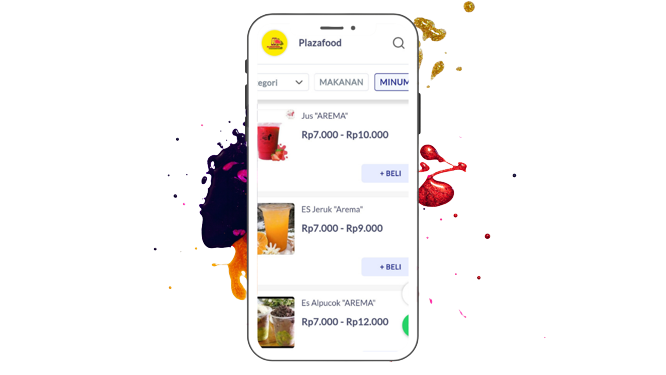 Plazafood
egori
MAKANAN
MINUM
Jus "AREMA"
Rp7.000 - Rp10.000
+ BELI
ES Jeruk "Arema"
Rp7.000 - Rp9.000
+ BELI
Es Alpucok "AREMA"
Rp7.000 - Rp12.000